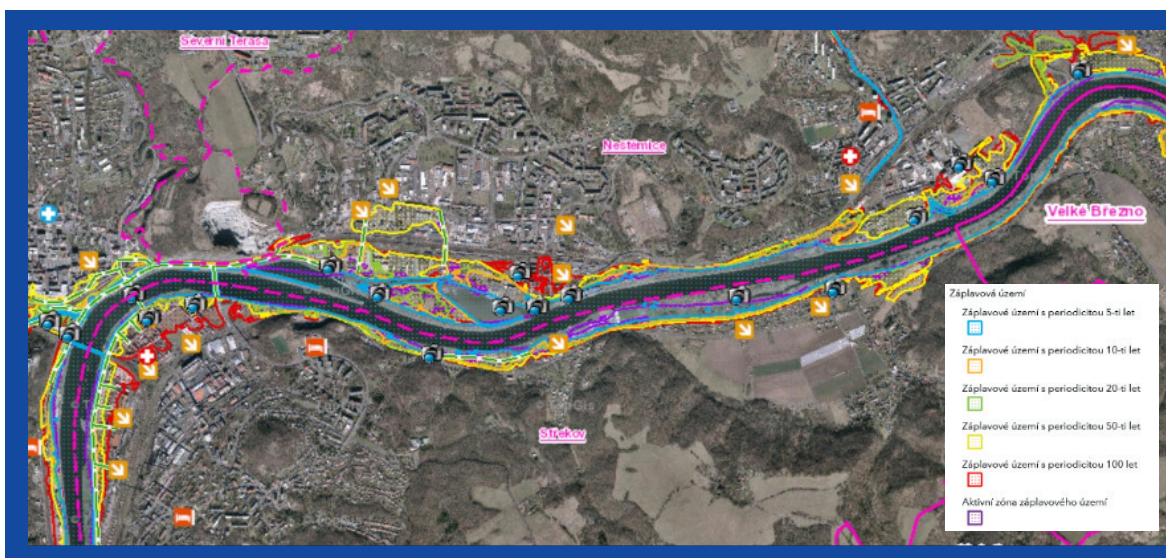 Severní Terasa
Neštěmice
Velké Březno
Střekov
Záplavová území
Záplavové území s periodicitou 5-ti let
Záplavové území s periodicitou 10-ti let
Záplavové území s periodicitou 20-ti let
Záplavové území s periodicitou 50-ti let
Záplavové území s periodicitou 100 let
Aktivní zóna záplavového území